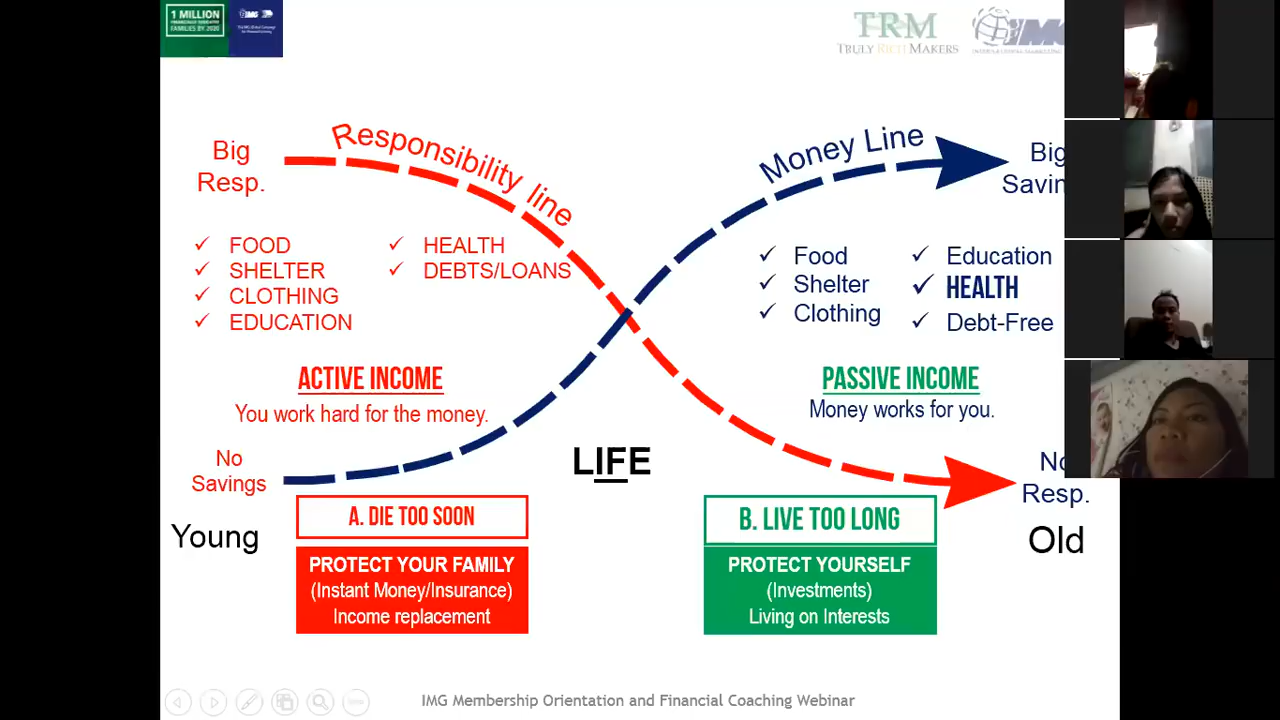 1 MILLION
FAMILIES BY 2020
IMG
TRM
TRULY RICH MAKERS
IMG
Responsibility line
Money Line
Big
Resp.
Big
Savin
FOOD
SHELTER
CLOTHING
EDUCATION
HEALTH
DEBTS/LOANS
Food
Shelter
Clothing
Education
HEALTH
Debt-Free
ACTIVE INCOME
You work hard for the money.
PASSIVE INCOME
Money works for you.
No
Savings
LIFE
No
Resp.
Young
Old
A. DIE TOO SOON
PROTECT YOUR FAMILY
(Instant Money/Insurance)
Income replacement
B. LIVE TOO LONG
PROTECT YOURSELF
(Investments)
Living on Interests
IMG Membership Orientation and Financial Coaching Webinar